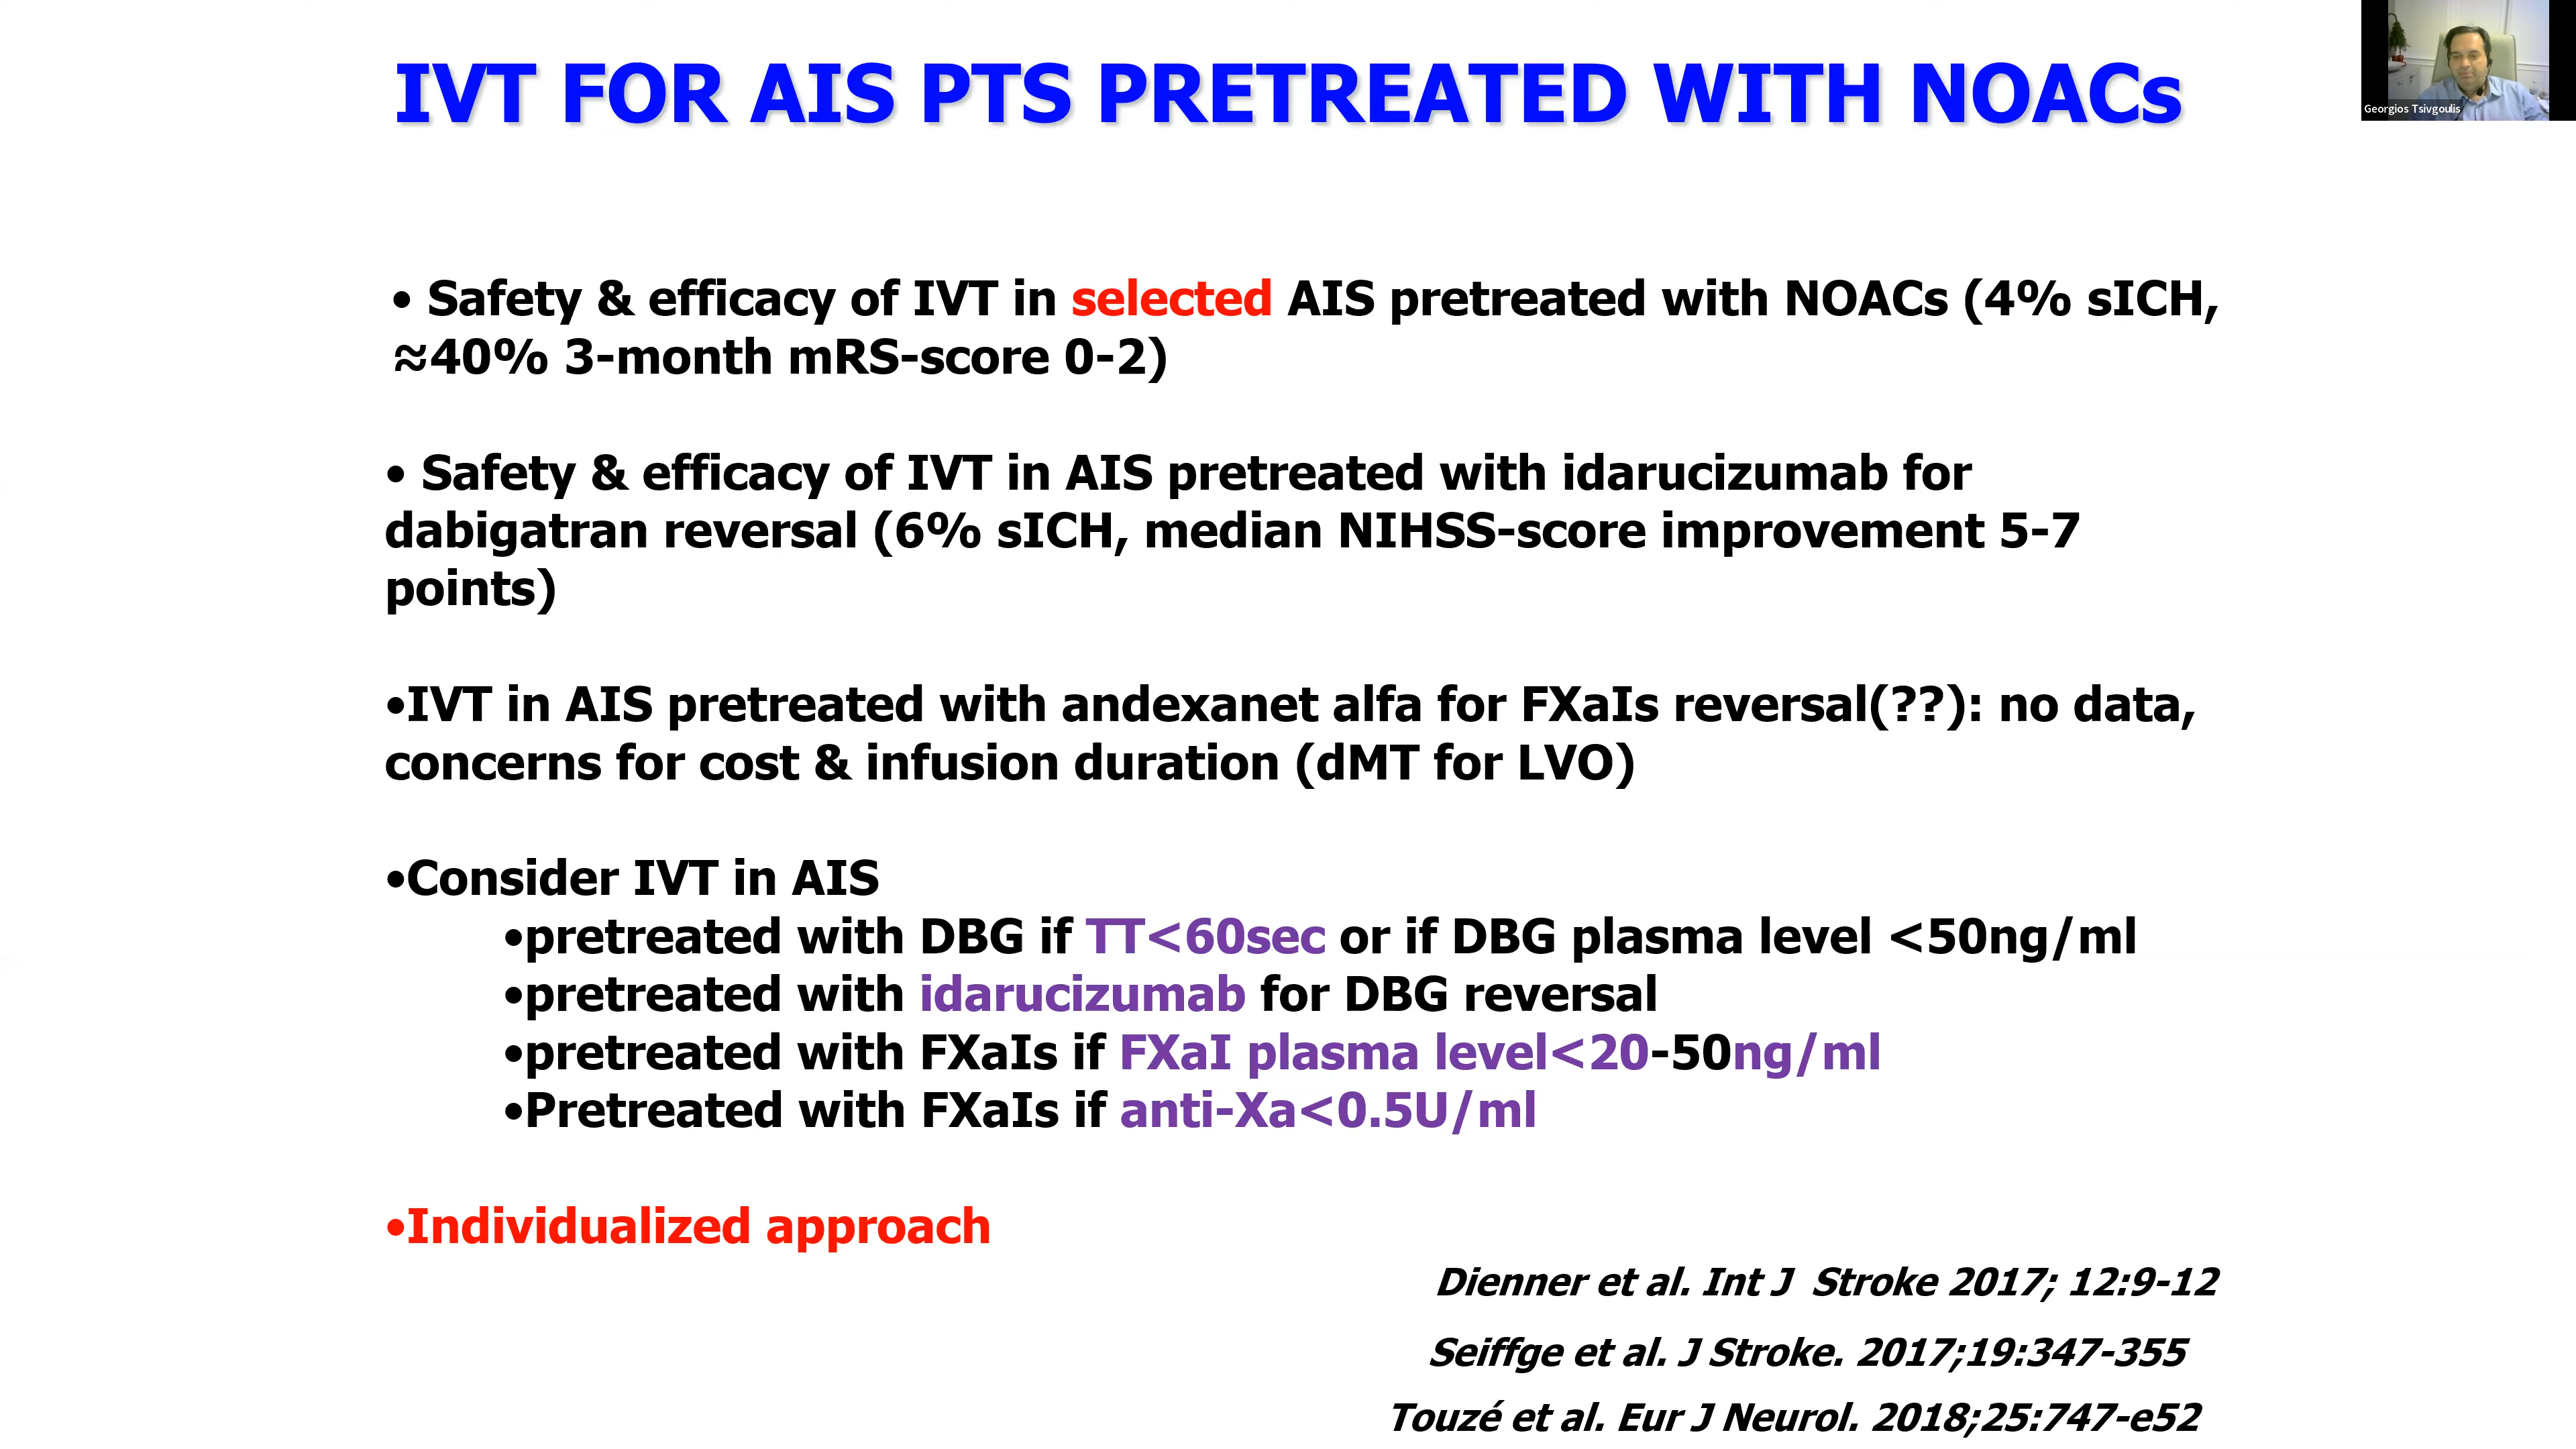 IVT FOR AIS PTS PRETREATED WITH NOACs
Georgios Tsivgoulis
• Safety & efficacy of IVT in selected AIS pretreated with NOACs (4% sICH,
≈40% 3-month mRS-score 0-2)
• Safety & efficacy of IVT in AIS pretreated with idarucizumab for
dabigatran reversal (6% sICH, median NIHSS-score improvement 5-7
points)
•IVT in AIS pretreated with andexanet alfa for FXaIs reversal(??): no data,
concerns for cost & infusion duration (dMT for LVO)
•Consider IVT in AIS
•pretreated with DBG if TT<60sec or if DBG plasma level <50ng/ml
•pretreated with idarucizumab for DBG reversal
•pretreated with FXaIs if FXaI plasma level<20-50ng/ml
•Pretreated with FXaIs if anti-Xa<0.5U/ml
•Individualized approach
Dienner et al. Int J  Stroke 2017; 12:9-12
Seiffge et al. J Stroke. 2017;19:347-355
Touzé et al. Eur J Neurol. 2018;25:747-e52